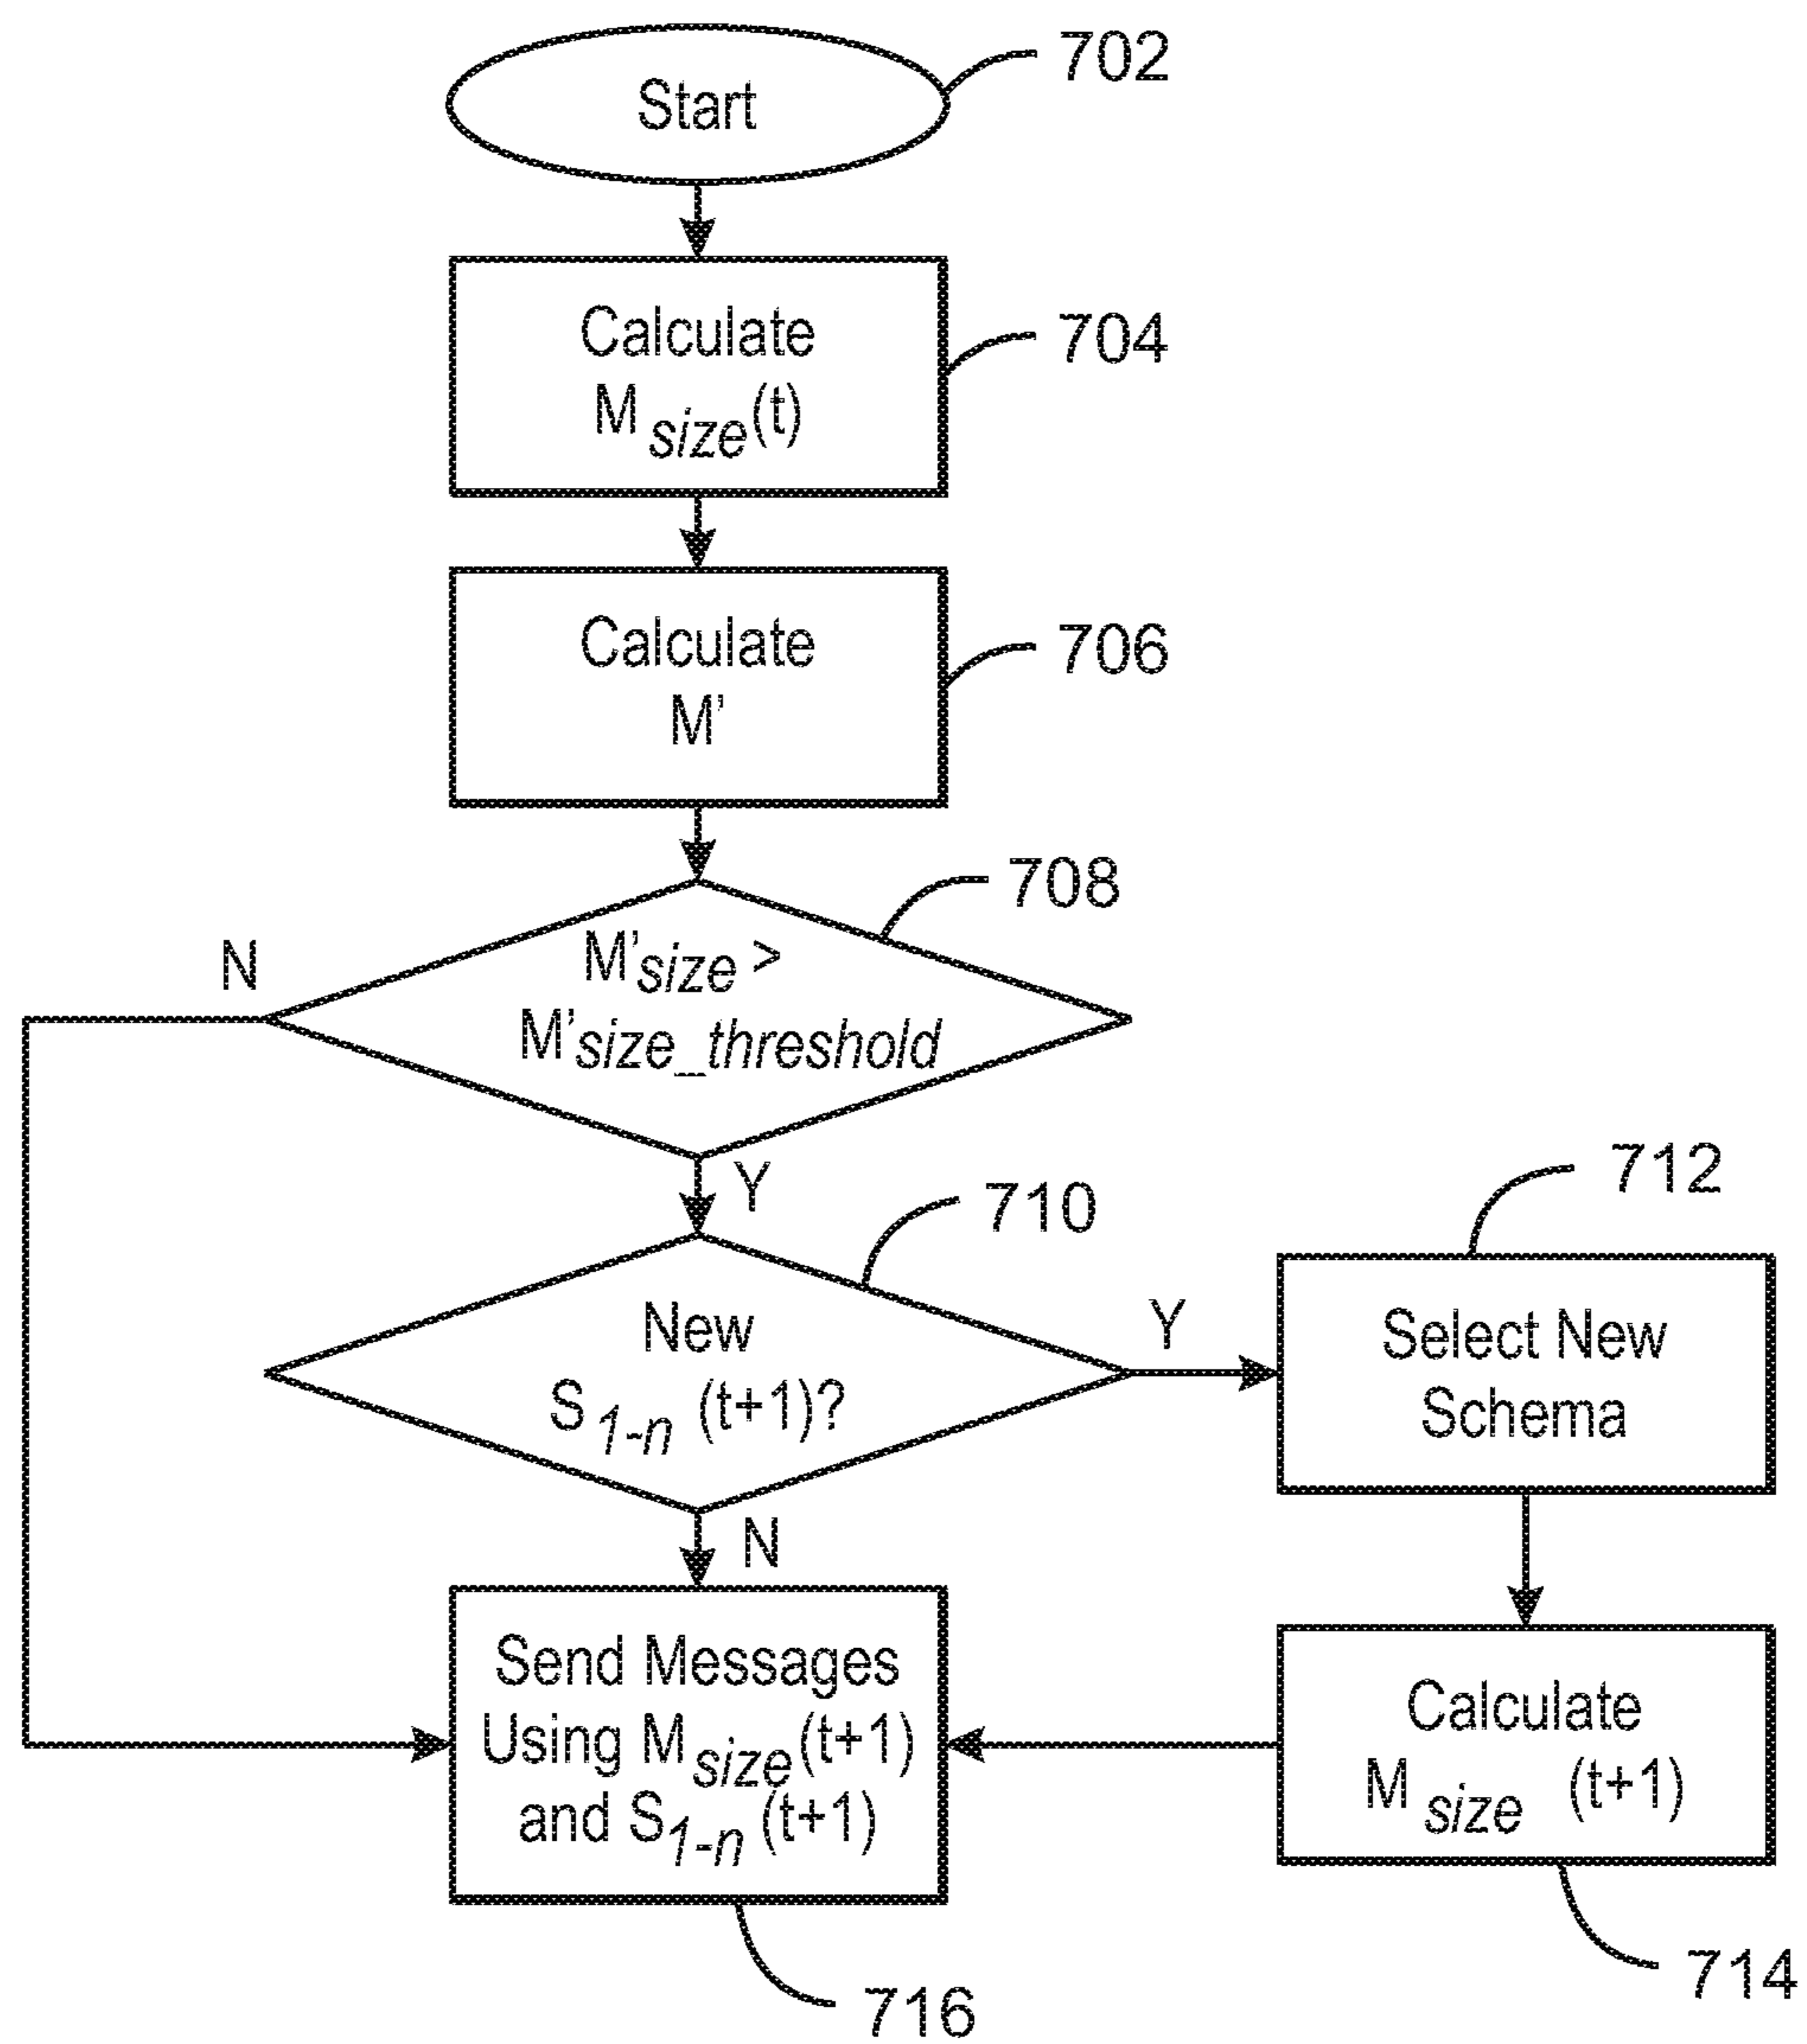 Start
702
Calculate
M size(t)
704
Calculate
M'
706
708
N
M'size >
M'size_threshold
Y
710
712
New
S 1-n (t+1)?
Y
Select New
Schema
N
Send Messages
Using M size(t+1)
and S1-n (t+1)
Calculate
M size (t+1)
714
716